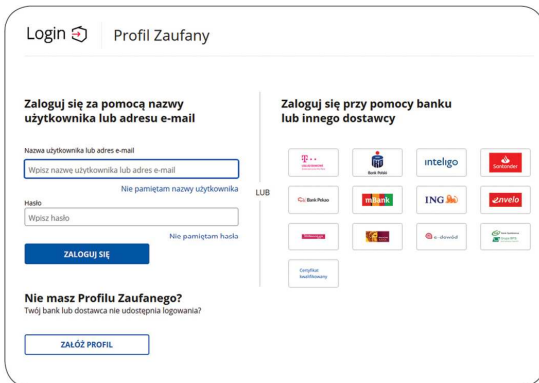 Login
Profil Zaufany
Zaloguj się za pomocą nazwy
użytkownika lub adresu e-mail
Nazwa użytkownika lub adres e-mail
Wpisz nazwę użytkownika lub adres e-mail
Nie pamiętam nazwy użytkownika
Hasło
Wpisz hasło
Nie pamiętam hasła
ZALOGUJ SIĘ
Nie masz Profilu Zaufanego?
Twój bank lub dostawca nie udostępnia logowania?
ZAŁÓŻ PROFIL
LUB
Zaloguj się przy pomocy banku
lub innego dostawcy
Bank Polski
inteligo
Santander
Bank Pekao
mBank
ING
envelo
e-dowód
Certyfikat
kwalifikowany